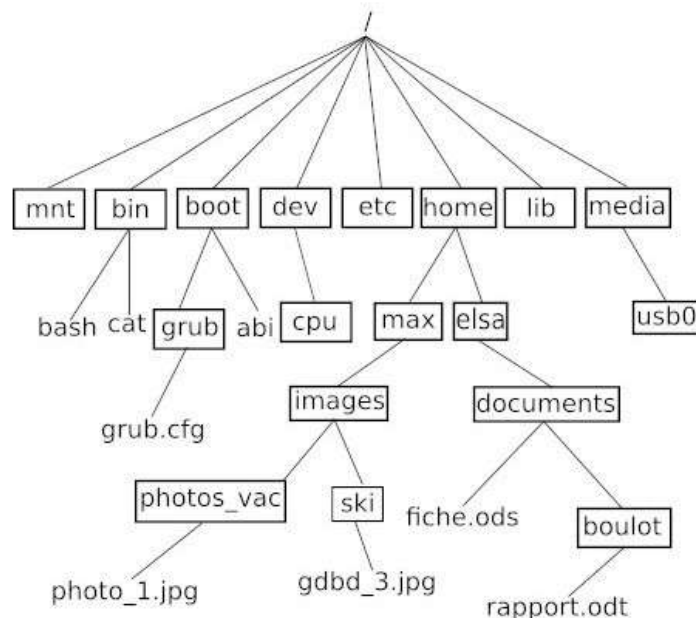 /
mnt bin boot dev etc home lib media
bash cat grub abi cpu max elsa usb0
grub.cfg images documents
photos_vac ski fiche.ods boulot
photo_1.jpg gdbd_3.jpg rapport.odt